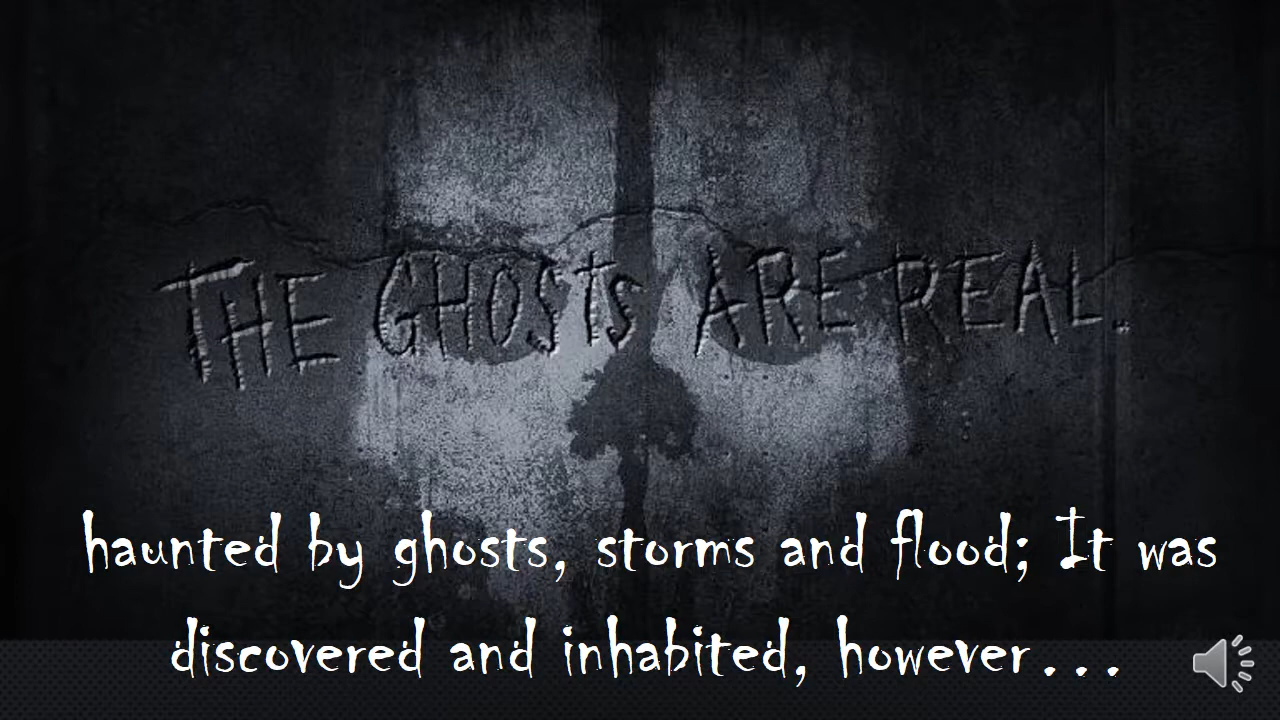 THE GHOSTS ARE REAL.
haunted by ghosts, storms and flood; It was
discovered and inhabited, however...